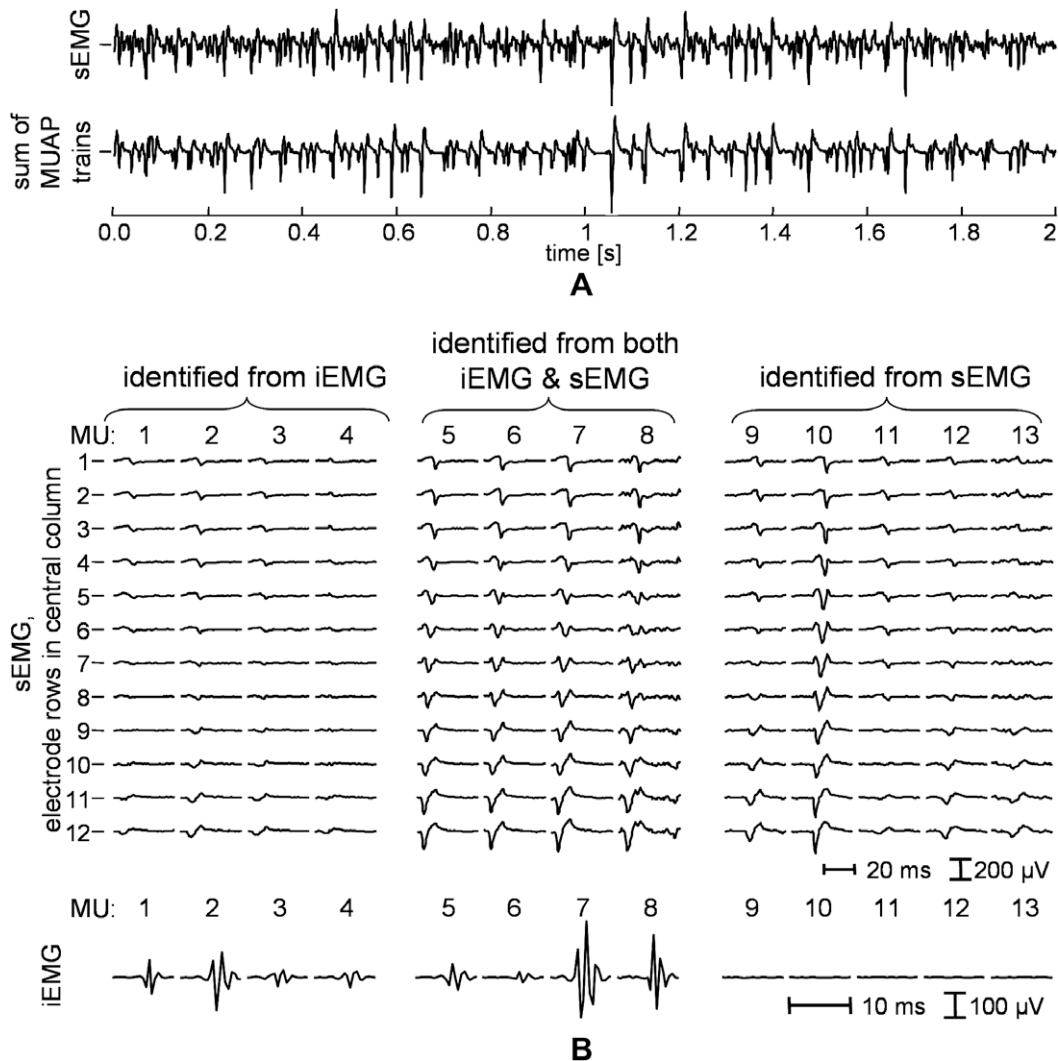 sEMG
sum of
MUAP
trains
0.0 0.2 0.4 0.6 0.8 1 1.2 1.4 1.6 1.8 2
time [s]
A
identified from iEMG
identified from both
iEMG & sEMG
identified from sEMG
MU: 1 2 3 4 5 6 7 8 9 10 11 12 13
sEMG,
electrode rows in central column
1
2
3
4
5
6
7
8
9
10
11
12
20 ms 200 µV
MU: 1 2 3 4 5 6 7 8 9 10 11 12 13
iEMG
10 ms 100 µV
B